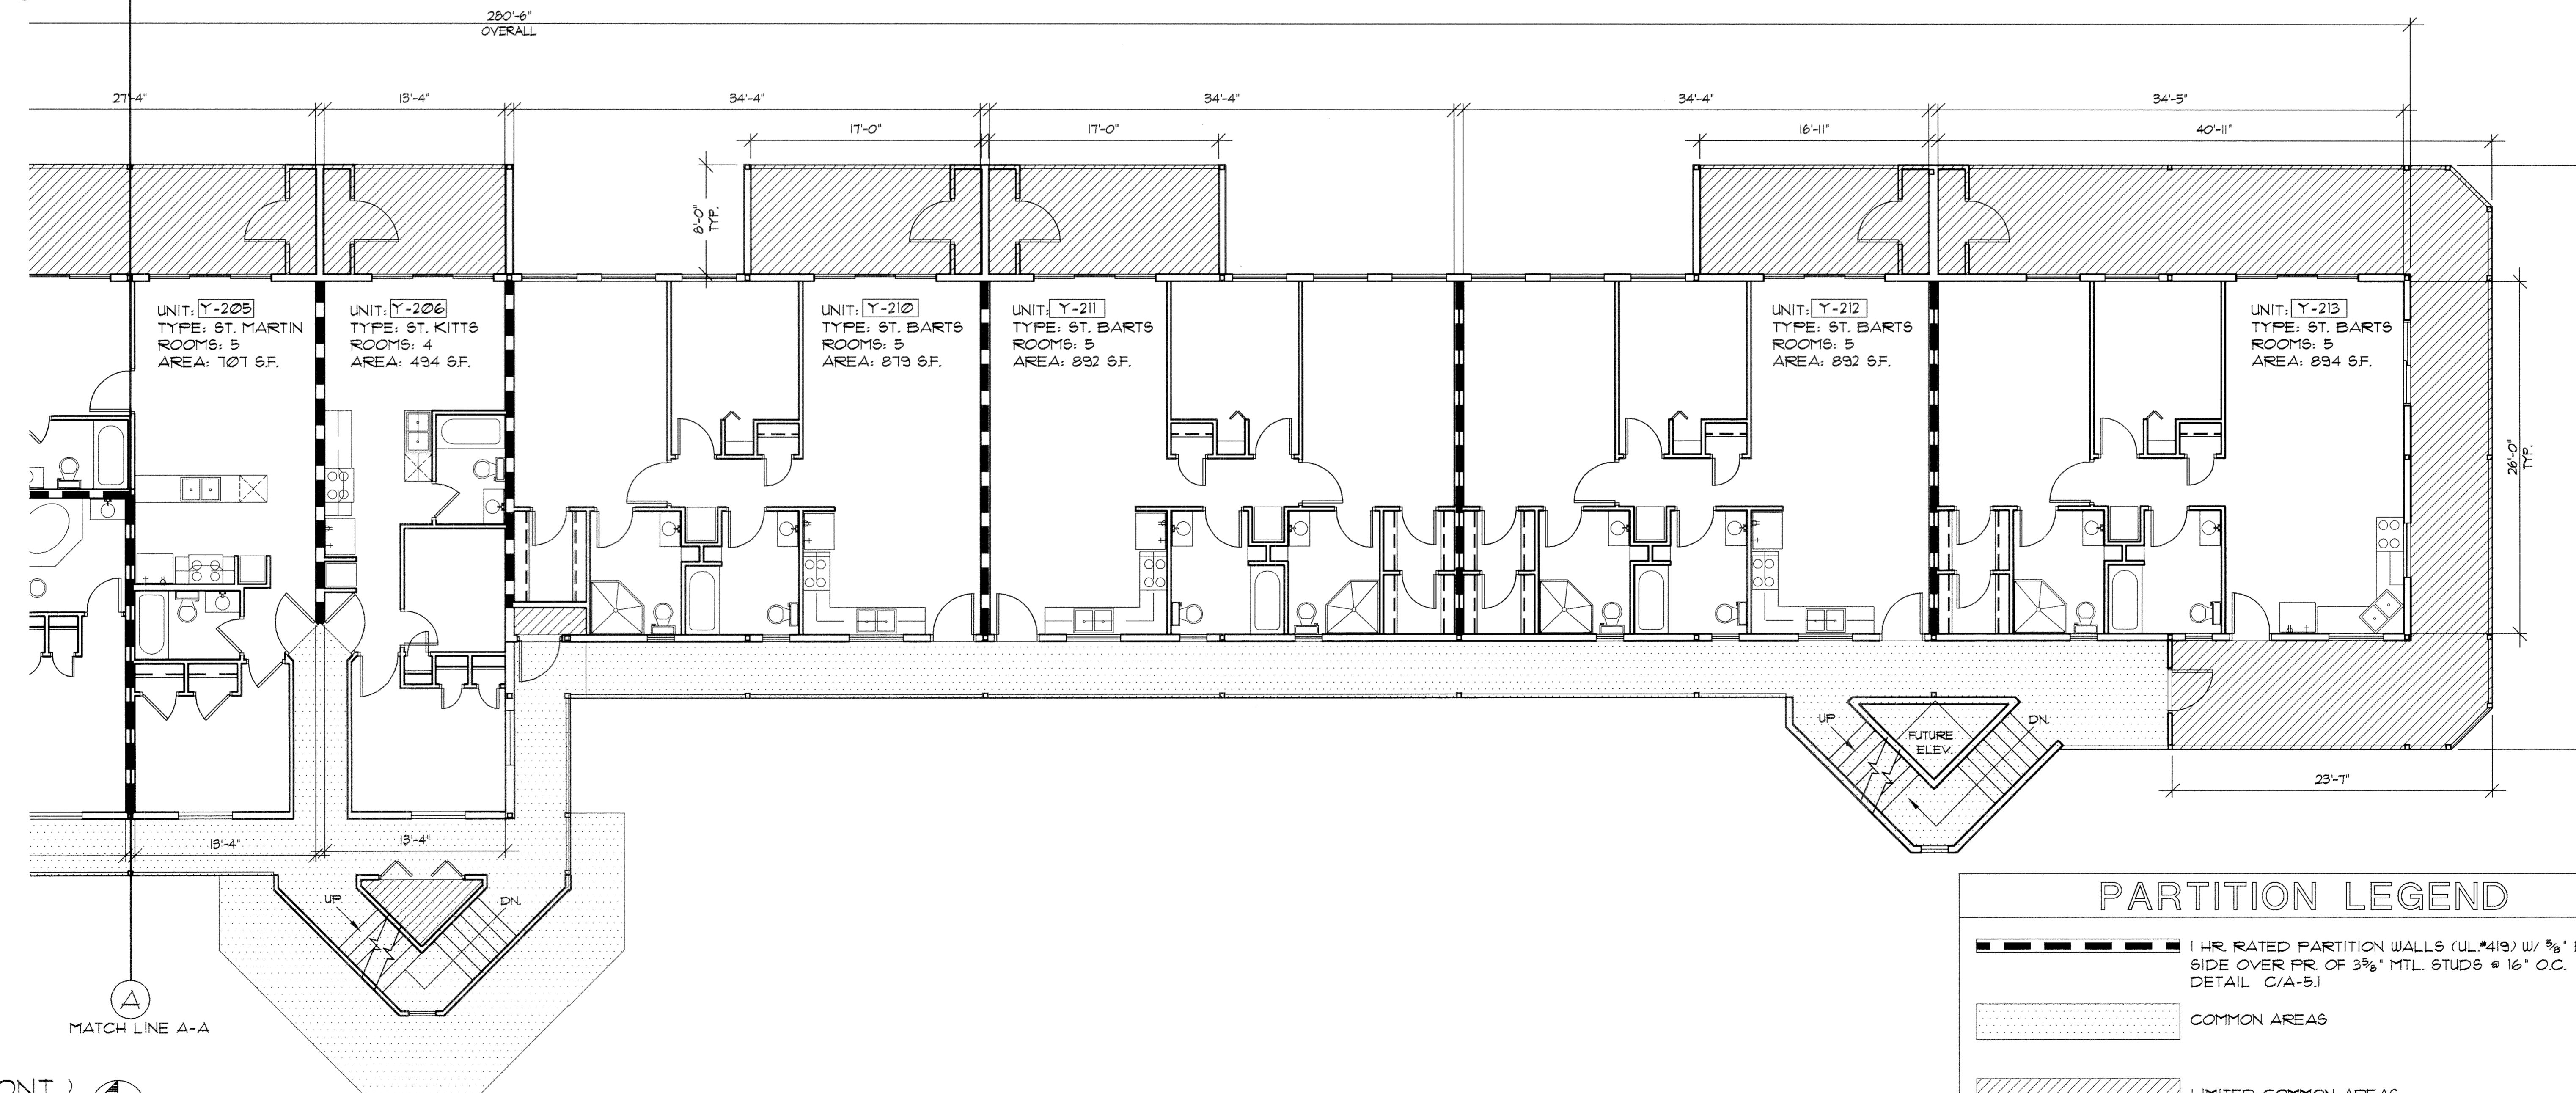 280'-6"
OVERALL
27'-4"
13'-4"
34'-4"
34'-4"
34'-4"
34'-5"
17'-0"
17'-0"
16'-11"
40'-11"
8'-0"
TYP.
UNIT: Y-205
TYPE: ST. MARTIN
ROOMS: 5
AREA: 707 S.F.
UNIT: Y-206
TYPE: ST. KITTS
ROOMS: 4
AREA: 494 S.F.
UNIT: Y-210
TYPE: ST. BARTS
ROOMS: 5
AREA: 879 S.F.
UNIT: Y-211
TYPE: ST. BARTS
ROOMS: 5
AREA: 892 S.F.
UNIT: Y-212
TYPE: ST. BARTS
ROOMS: 5
AREA: 892 S.F.
UNIT: Y-213
TYPE: ST. BARTS
ROOMS: 5
AREA: 894 S.F.
26'-0"
TYP.
UP
FUTURE
ELEV.
DN.
23'-7"
13'-4"
13'-4"
UP
DN.
A
MATCH LINE A-A
PARTITION LEGEND
1 HR. RATED PARTITION WALLS (UL.#419) W/ 5/8"
SIDE OVER PR. OF 3 5/8" MTL. STUDS @ 16" O.C.
DETAIL C/A-5.1
COMMON AREAS
LIMITED COMMON AREAS